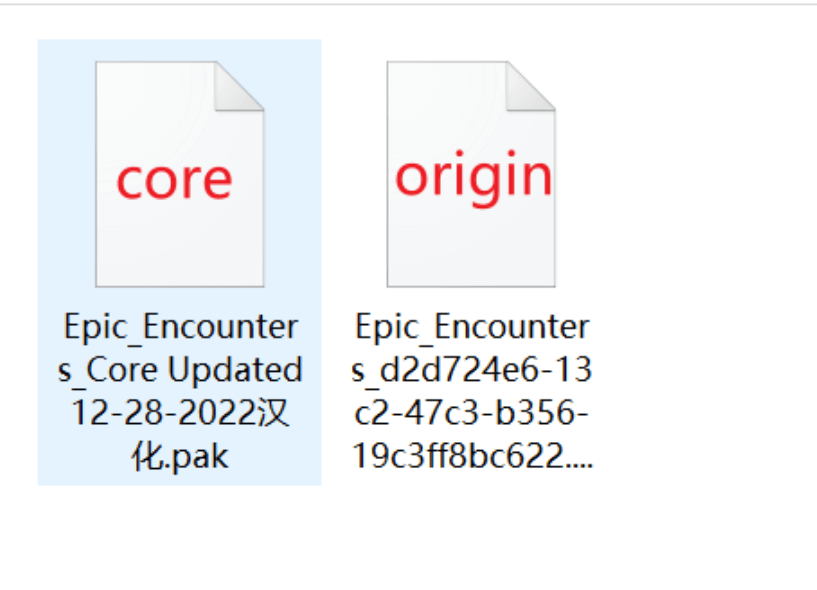 core
origin
Epic_Encounter
s_Core Updated
12-28-2022汉
化.pak
Epic_Encounter
s_d2d724e6-13
c2-47c3-b356-
19c3ff8bc622....